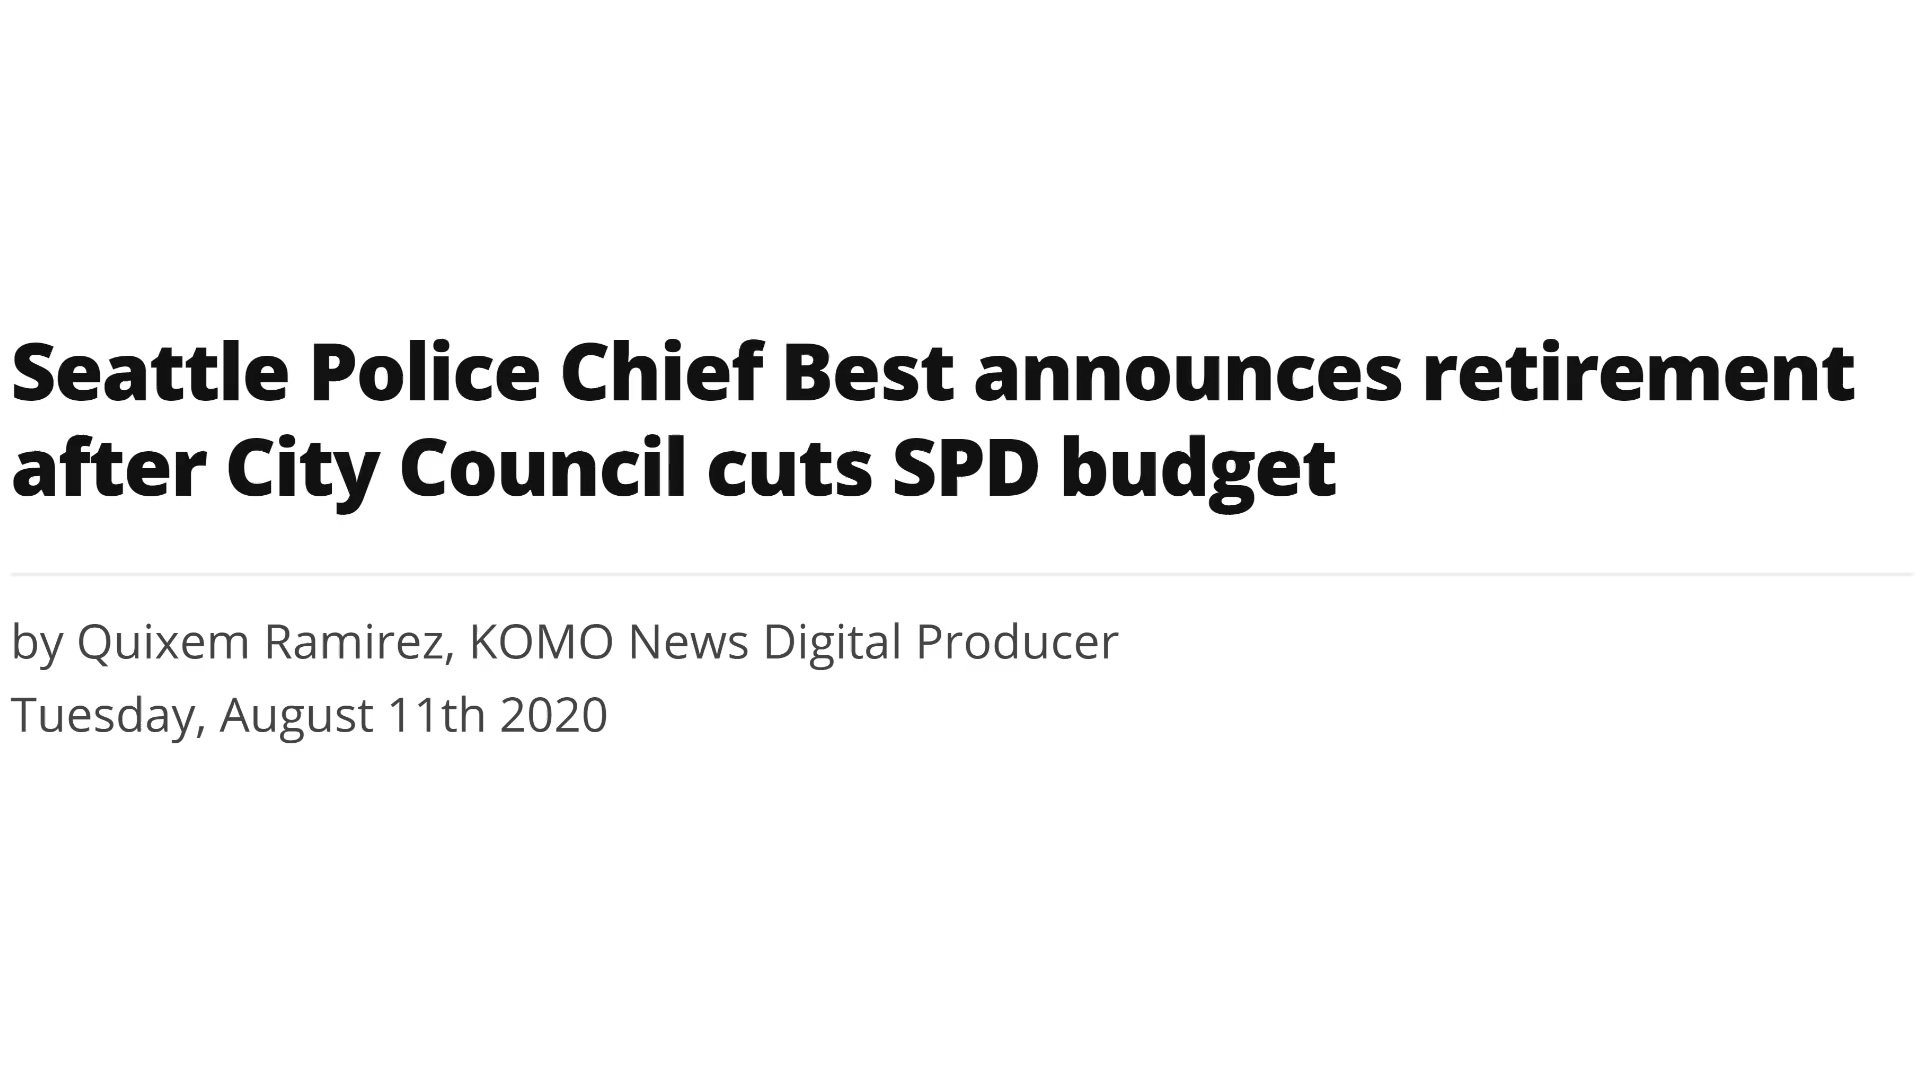 Seattle Police Chief Best announces retirement
after City Council cuts SPD budget
by Quixem Ramirez, KOMO News Digital Producer
Tuesday, August 11th 2020